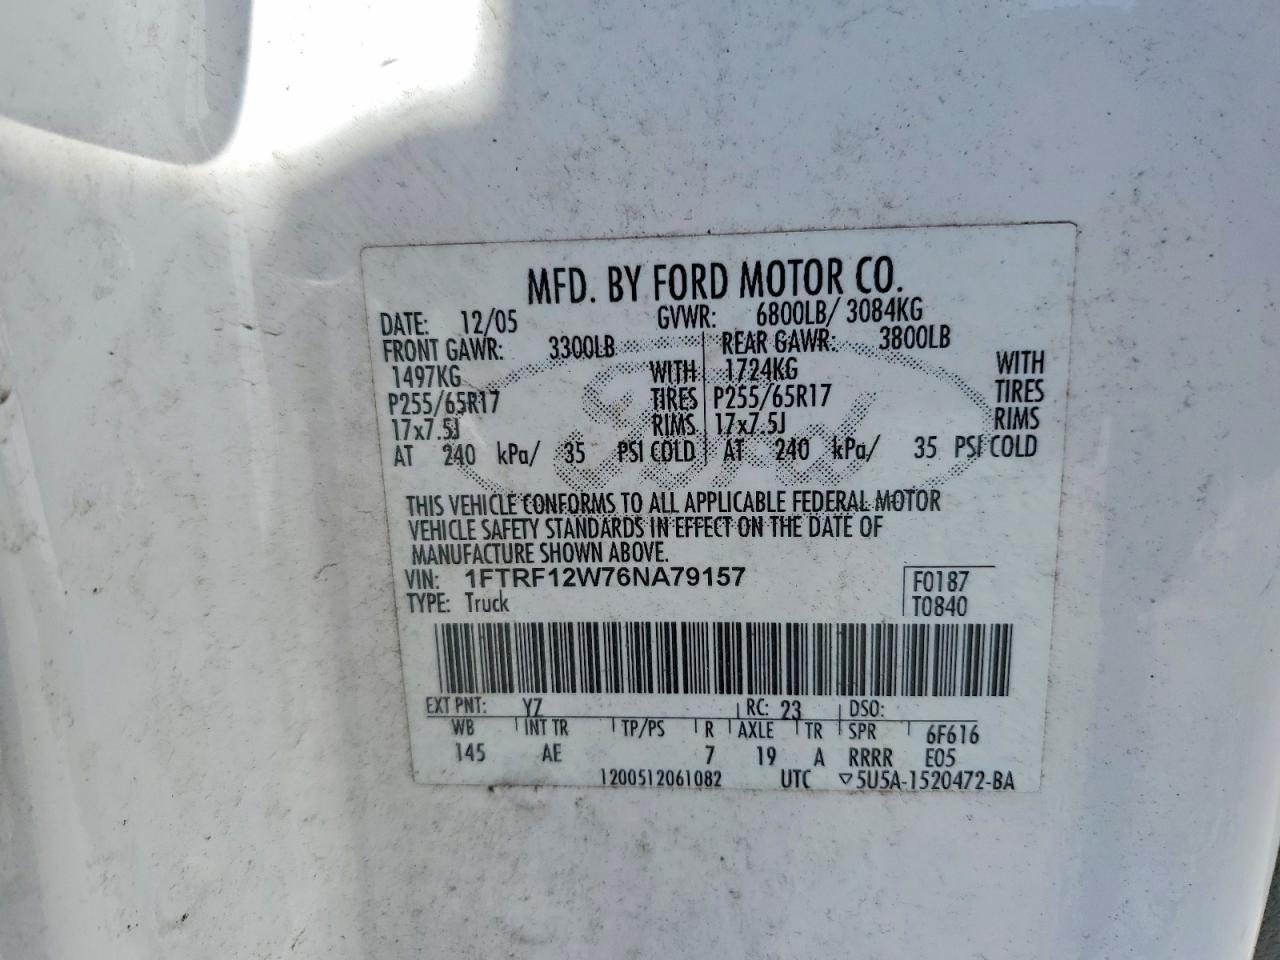 MFD. BY FORD MOTOR CO.
DATE: 12/05 GVWR: 6800LB/ 3084KG
FRONT GAWR: 3300LB REAR GAWR: 3800LB
1497KG WITH 1724KG WITH
P255/65R17 TIRES P255/65R17 TIRES
17x7.5J RIMS 17x7.5J RIMS
AT 240 kPa/ 35 PSI COLD AT 240 kPa/ 35 PSI COLD
Ford
THIS VEHICLE CONFORMS TO ALL APPLICABLE FEDERAL MOTOR
VEHICLE SAFETY STANDARDS IN EFFECT ON THE DATE OF
MANUFACTURE SHOWN ABOVE.
VIN: 1FTRF12W76NA79157 F0187
TYPE: Truck T0840
EXT PNT: YZ RC: 23 DSO:
WB INT TR TP/PS R AXLE TR SPR 6F616
145 AE 7 19 A RRRR E05
1200512061082 UTC ▽5U5A-1520472-BA